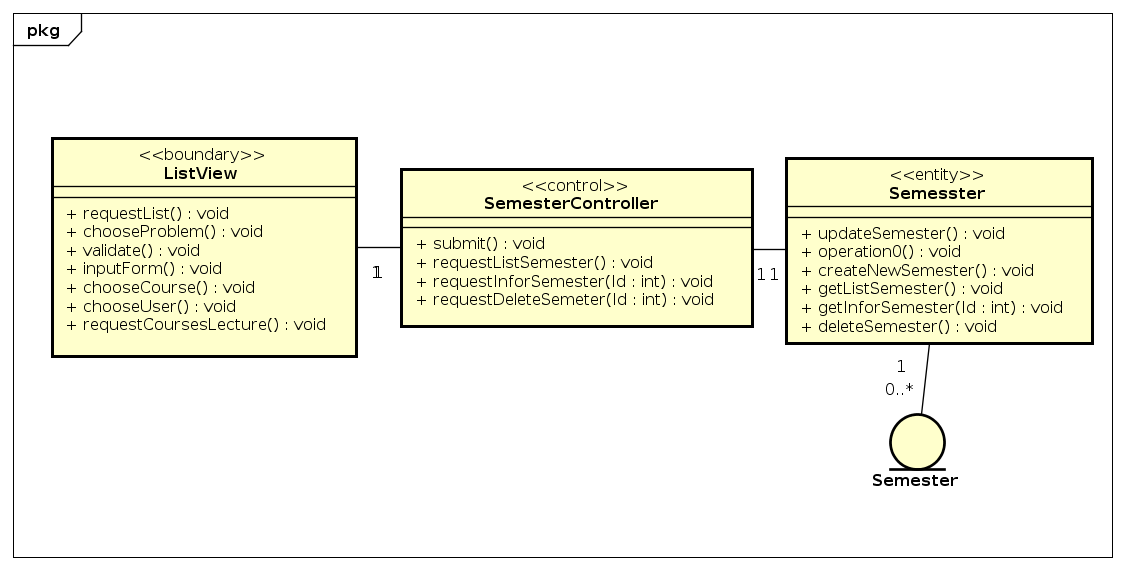 pkg
<<boundary>>
ListView
+ requestList() : void
+ chooseProblem() : void
+ validate() : void
+ inputForm() : void
+ chooseCourse() : void
+ chooseUser() : void
+ requestCoursesLecture() : void
1
1
<<control>>
SemesterController
+ submit() : void
+ requestListSemester() : void
+ requestInforSemester(Id : int) : void
+ requestDeleteSemeter(Id : int) : void
1
1
<<entity>>
Semesster
+ updateSemester() : void
+ operation0() : void
+ createNewSemester() : void
+ getListSemester() : void
+ getInforSemester(Id : int) : void
+ deleteSemester() : void
1
0..*
Semester